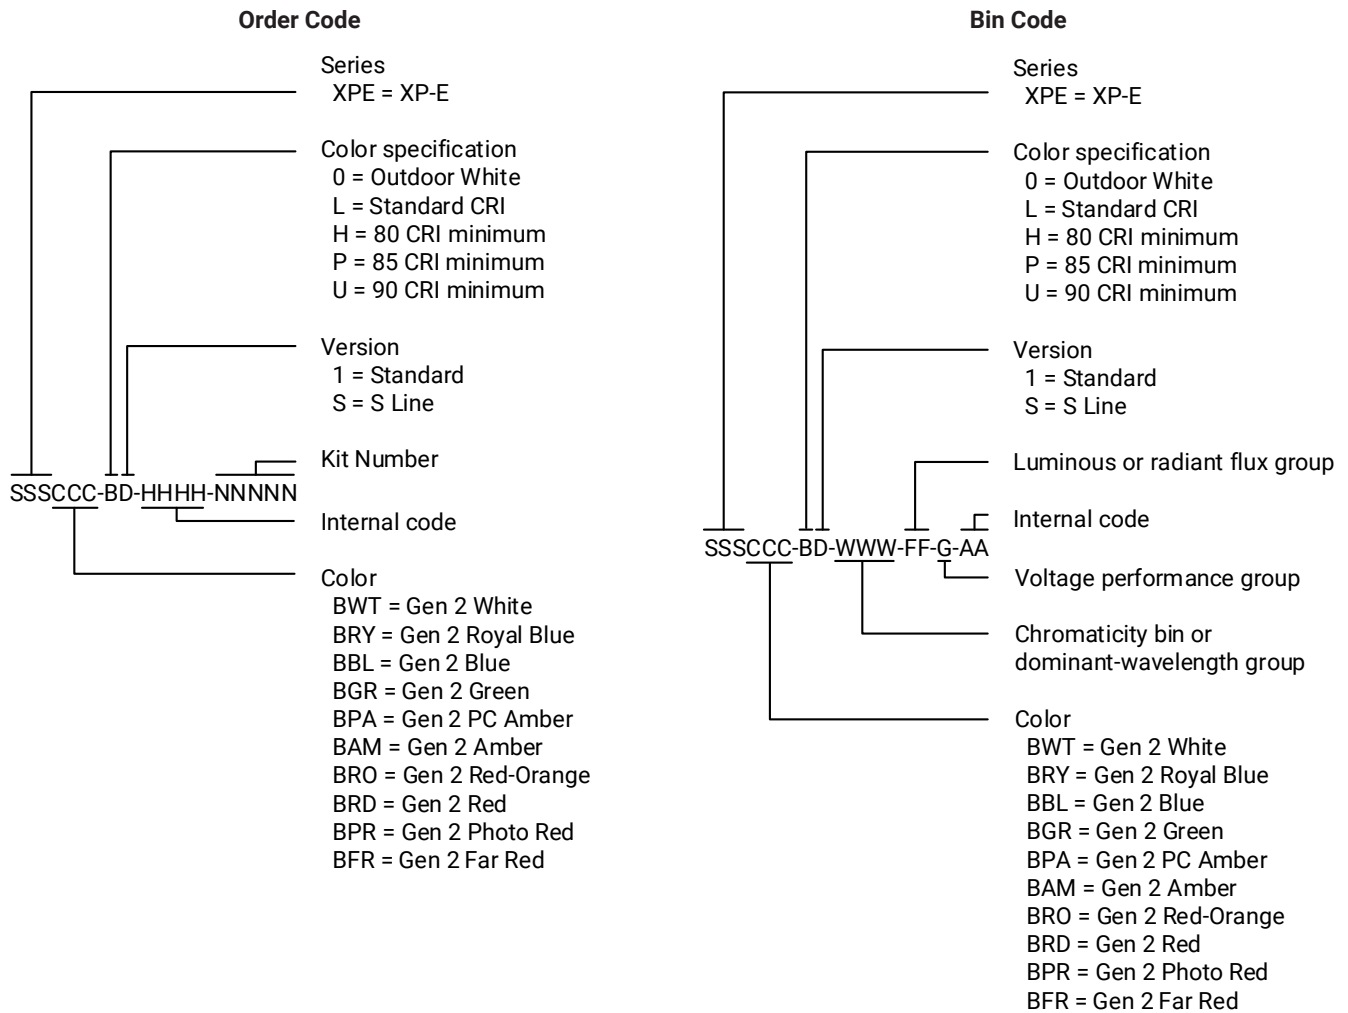 Order Code
Series
XPE = XP-E
Color specification
0 = Outdoor White
L = Standard CRI
H = 80 CRI minimum
P = 85 CRI minimum
U = 90 CRI minimum
Version
1 = Standard
S = S Line
Kit Number
SSSCCC-BD-HHHH-NNNNN
Internal code
Color
BWT = Gen 2 White
BRY = Gen 2 Royal Blue
BBL = Gen 2 Blue
BGR = Gen 2 Green
BPA = Gen 2 PC Amber
BAM = Gen 2 Amber
BRO = Gen 2 Red-Orange
BRD = Gen 2 Red
BPR = Gen 2 Photo Red
BFR = Gen 2 Far Red
Bin Code
Series
XPE = XP-E
Color specification
0 = Outdoor White
L = Standard CRI
H = 80 CRI minimum
P = 85 CRI minimum
U = 90 CRI minimum
Version
1 = Standard
S = S Line
Luminous or radiant flux group
Internal code
SSSCCC-BD-WWW-FF-G-AA
Voltage performance group
Chromaticity bin or
dominant-wavelength group
Color
BWT = Gen 2 White
BRY = Gen 2 Royal Blue
BBL = Gen 2 Blue
BGR = Gen 2 Green
BPA = Gen 2 PC Amber
BAM = Gen 2 Amber
BRO = Gen 2 Red-Orange
BRD = Gen 2 Red
BPR = Gen 2 Photo Red
BFR = Gen 2 Far Red